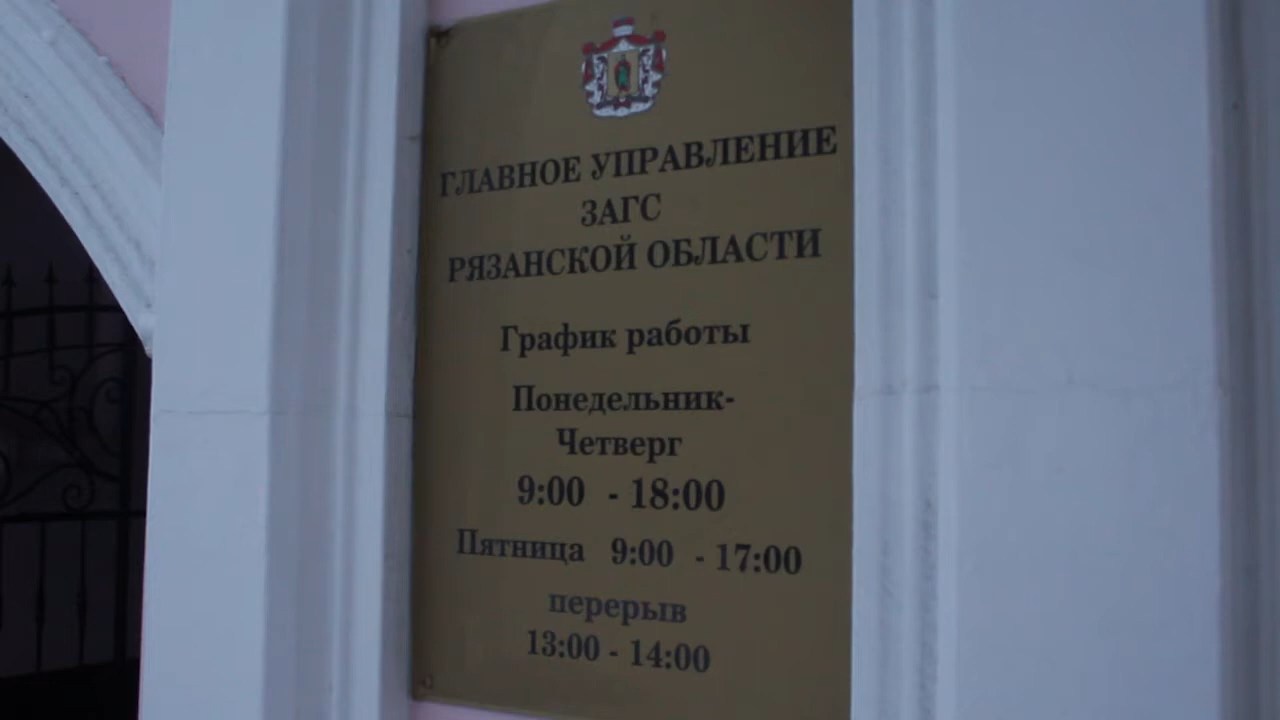 ГЛАВНОЕ УПРАВЛЕНИЕ
ЗАГС
РЯЗАНСКОЙ ОБЛАСТИ
График работы
Понедельник-
Четверг
9:00 - 18:00
Пятница 9:00 - 17:00
перерыв
13:00 - 14:00